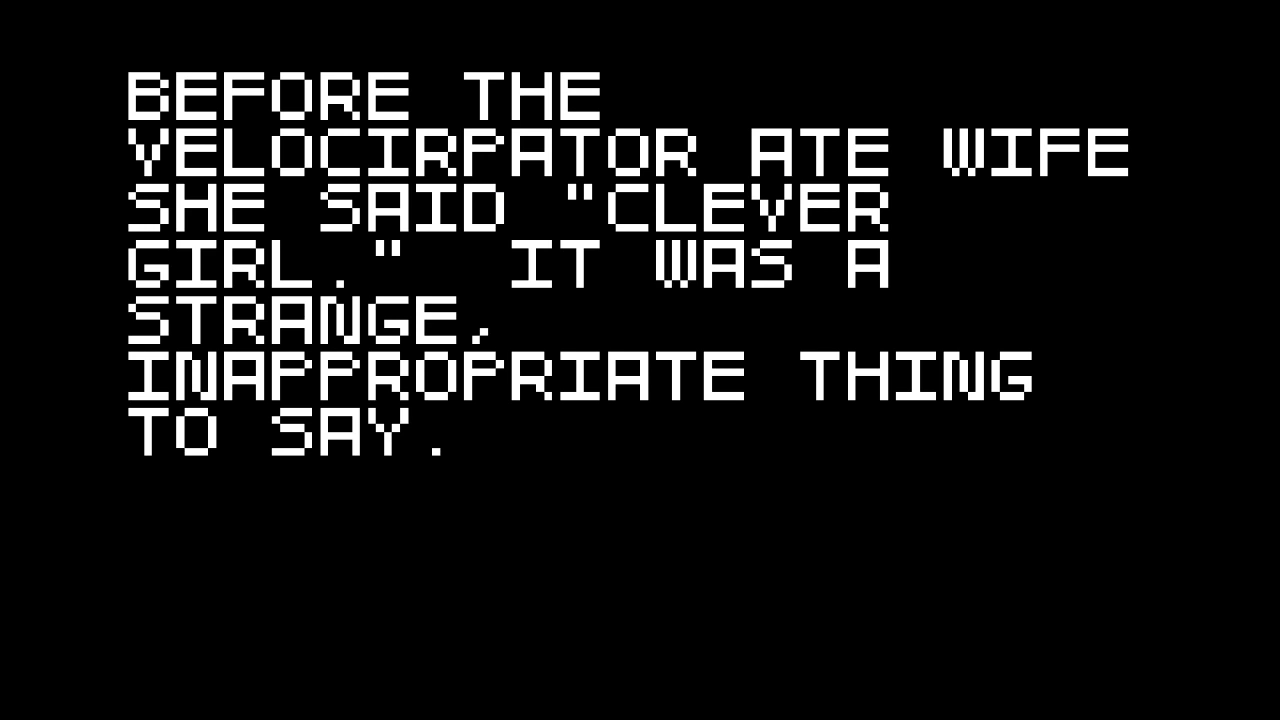 BEFORE THE
VELOCIRPATOR ATE WIFE
SHE SAID "CLEVER
GIRL."  IT WAS A
STRANGE,
INAPPROPRIATE THING
TO SAY.